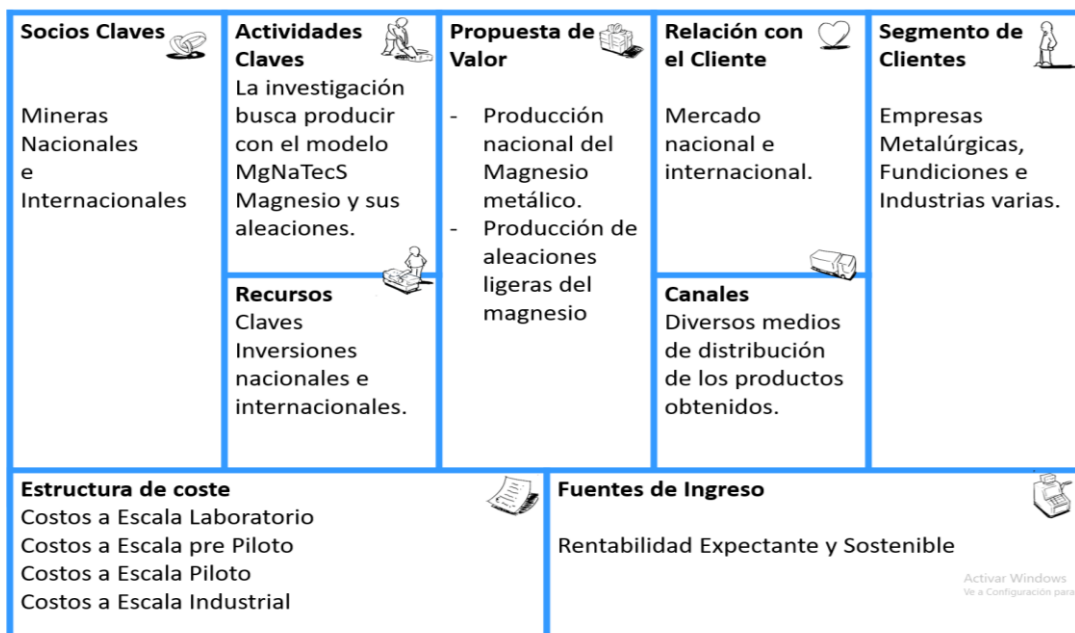 Socios Claves
Mineras
Nacionales
e
Internacionales
Actividades
Claves
La investigación
busca producir
con el modelo
MgNaTecS
Magnesio y sus
aleaciones.
Recursos
Claves
Inversiones
nacionales e
internacionales.
Propuesta de
Valor
- Producción
nacional del
Magnesio
metálico.
- Producción de
aleaciones
ligeras del
magnesio
Relación con
el Cliente
Mercado
nacional e
internacional.
Canales
Diversos medios
de distribución
de los productos
obtenidos.
Segmento de
Clientes
Empresas
Metalúrgicas,
Fundiciones e
Industrias varias.
Estructura de coste
Costos a Escala Laboratorio
Costos a Escala pre Piloto
Costos a Escala Piloto
Costos a Escala Industrial
Fuentes de Ingreso
Rentabilidad Expectante y Sostenible
Activar Windows
Ve a Configuración para